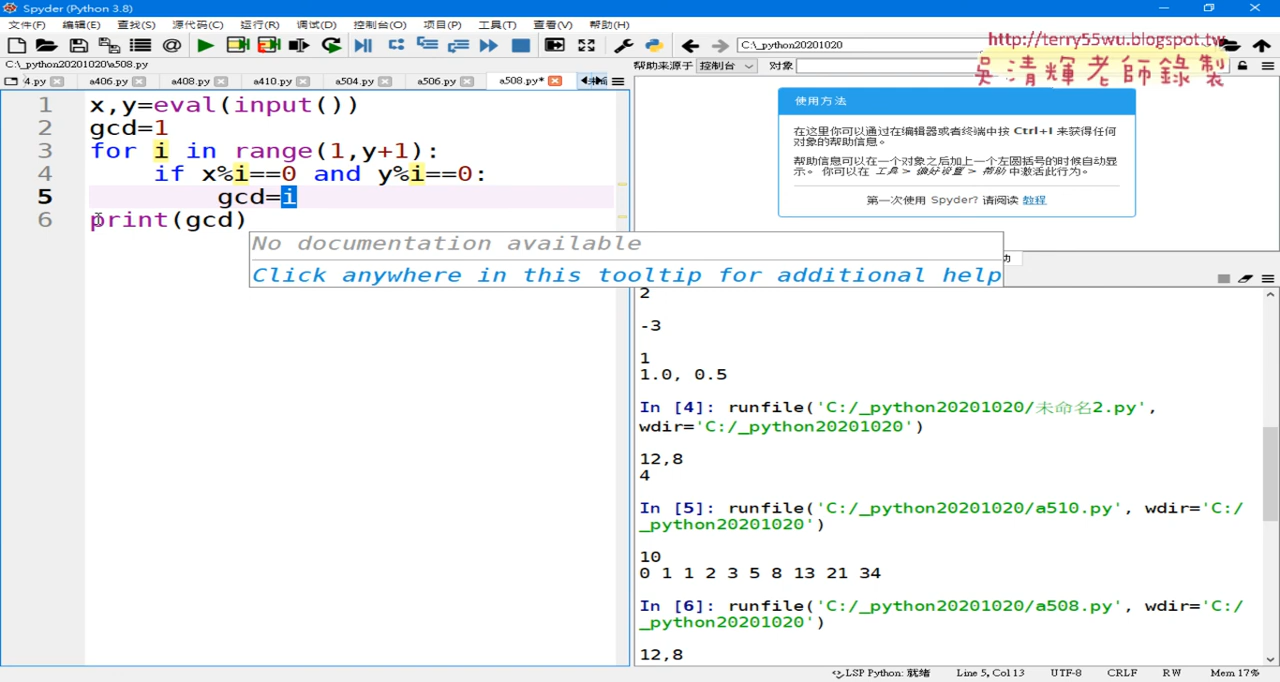 Spyder (Python 3.8)
文件(F) 编辑(E) 查找(S) 源代码(C) 运行(R) 调试(D) 控制台(O) 项目(P) 工具(T) 查看(V) 帮助(H)
C:\_python20201020
http://terry55wu.blogspot.tw
吳清輝老師錄製
C:\_python20201020\a508.py
帮助来源于 控制台 对象
4.py a406.py a408.py a410.py a504.py a506.py a508.py*
1 x,y=eval(input())
2 gcd=1
3 for i in range(1,y+1):
4 if x%i==0 and y%i==0:
5 gcd=i
6 print(gcd)
No documentation available
Click anywhere in this tooltip for additional help
使用方法
在这里你可以通过在编辑器或者终端中按 Ctrl+I 来获得任何
对象的帮助信息。
帮助信息可以在一个对象之后加上一个左圆括号的时候自动显
示。 你可以在 工具 > 偏好设置 > 帮助 中激活此行为。
第一次使用 Spyder? 请阅读 教程
2
-3
1
1.0, 0.5
In [4]: runfile('C:/_python20201020/未命名2.py',
wdir='C:/_python20201020')
12,8
4
In [5]: runfile('C:/_python20201020/a510.py', wdir='C:/
_python20201020')
10
0 1 1 2 3 5 8 13 21 34
In [6]: runfile('C:/_python20201020/a508.py', wdir='C:/
_python20201020')
12,8
LSP Python: 就绪 Line 5, Col 13 UTF-8 CRLF RW Mem 17%